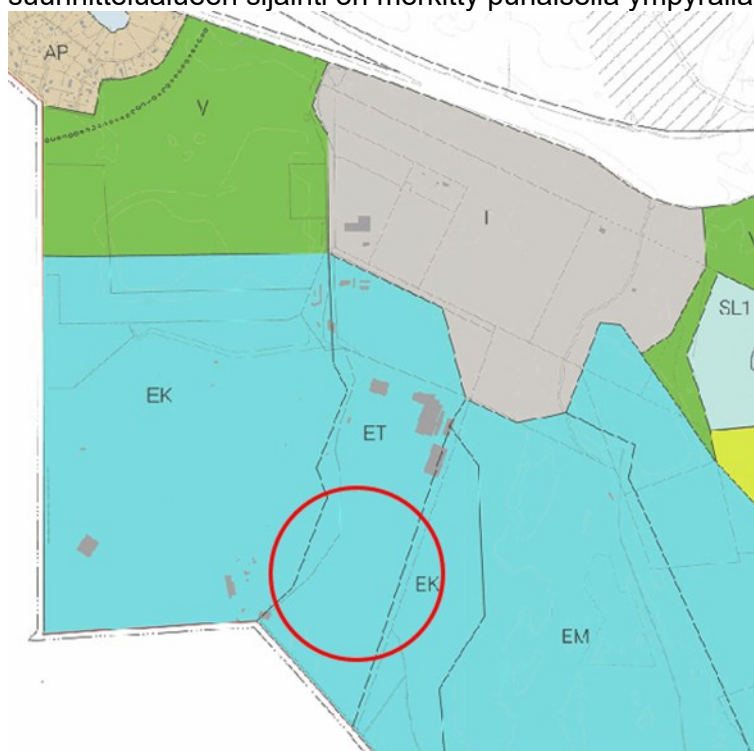 suunnittelualueen sijainti on merkitty punaisella ympyrällä
AP
V
I
SL1
EK
ET
EK
EM